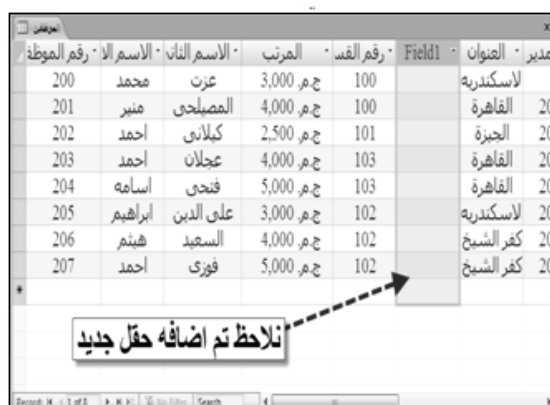 الموظفين
رقم الموظف الاسم الا الاسم الثان المرتب رقم القس Field1 العنوان مدير
200 محمد عزت ج.م. 3,000 100 لاسكندريه
201 منير المصيلحى ج.م. 4,000 100 القاهرة 20
202 احمد كيلانى ج.م. 2,500 101 الجيزة 20
203 احمد عجلان ج.م. 4,000 103 القاهرة 20
204 اسامه فتحى ج.م. 5,000 103 القاهرة 20
205 ابراهيم على الدين ج.م. 3,000 102 لاسكندريه 20
206 هيثم السعيد ج.م. 4,000 102 كفر الشيخ 20
207 احمد فوزى ج.م. 5,000 102 كفر الشيخ 20
نلاحظ تم اضافه حقل جديد
Record: 1 of 8 No Filter Search